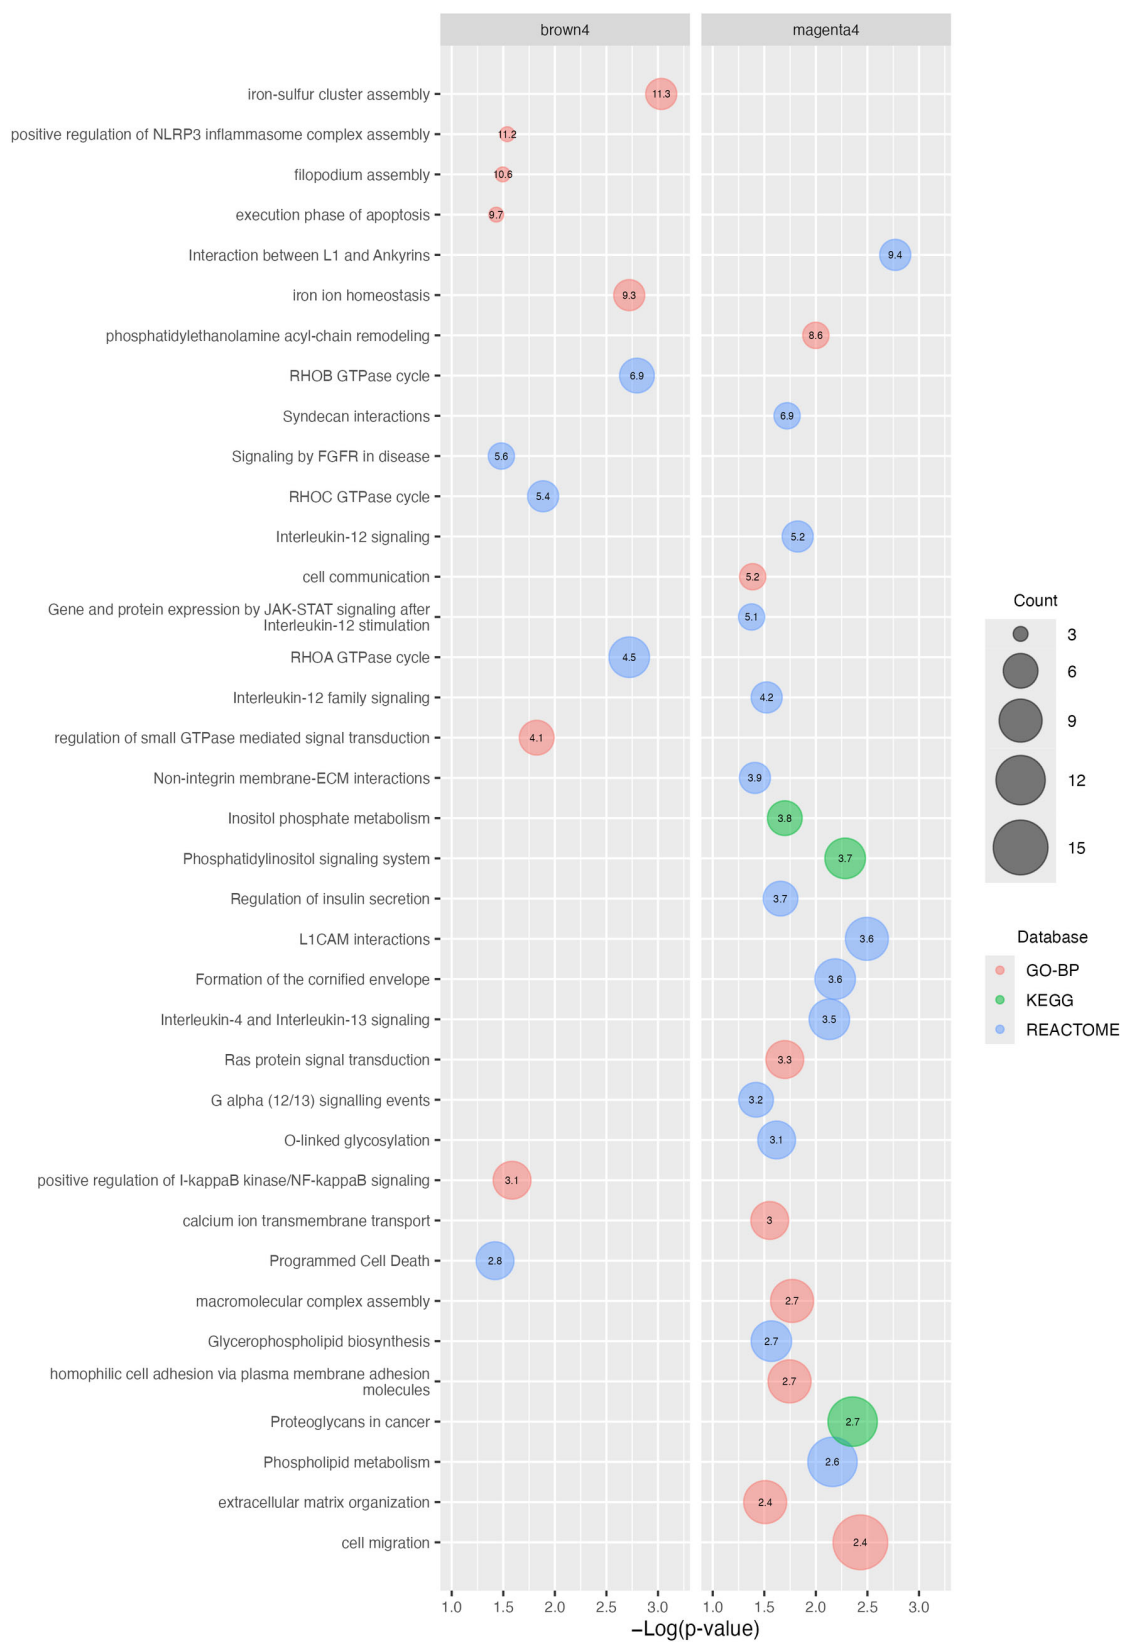 brown4 magenta4
iron-sulfur cluster assembly 11.3
positive regulation of NLRP3 inflammasome complex assembly 11.2
filopodium assembly 10.6
execution phase of apoptosis 9.7
Interaction between L1 and Ankyrins 9.4
iron ion homeostasis 9.3
phosphatidylethanolamine acyl-chain remodeling 8.6
RHOB GTPase cycle 6.9
Syndecan interactions 6.9
Signaling by FGFR in disease 5.6
RHOC GTPase cycle 5.4
Interleukin-12 signaling 5.2
cell communication 5.2
Gene and protein expression by JAK-STAT signaling after
Interleukin-12 stimulation 5.1
RHOA GTPase cycle 4.5
Interleukin-12 family signaling 4.2
regulation of small GTPase mediated signal transduction 4.1
Non-integrin membrane-ECM interactions 3.9
Inositol phosphate metabolism 3.8
Phosphatidylinositol signaling system 3.7
Regulation of insulin secretion 3.7
L1CAM interactions 3.6
Formation of the cornified envelope 3.6
Interleukin-4 and Interleukin-13 signaling 3.5
Ras protein signal transduction 3.3
G alpha (12/13) signalling events 3.2
O-linked glycosylation 3.1
positive regulation of I-kappaB kinase/NF-kappaB signaling 3.1
calcium ion transmembrane transport 3
Programmed Cell Death 2.8
macromolecular complex assembly 2.7
Glycerophospholipid biosynthesis 2.7
homophilic cell adhesion via plasma membrane adhesion
molecules 2.7
Proteoglycans in cancer 2.7
Phospholipid metabolism 2.6
extracellular matrix organization 2.4
cell migration 2.4
1.0 1.5 2.0 2.5 3.0 1.0 1.5 2.0 2.5 3.0
−Log(p-value)
Count
3
6
9
12
15
Database
GO-BP
KEGG
REACTOME